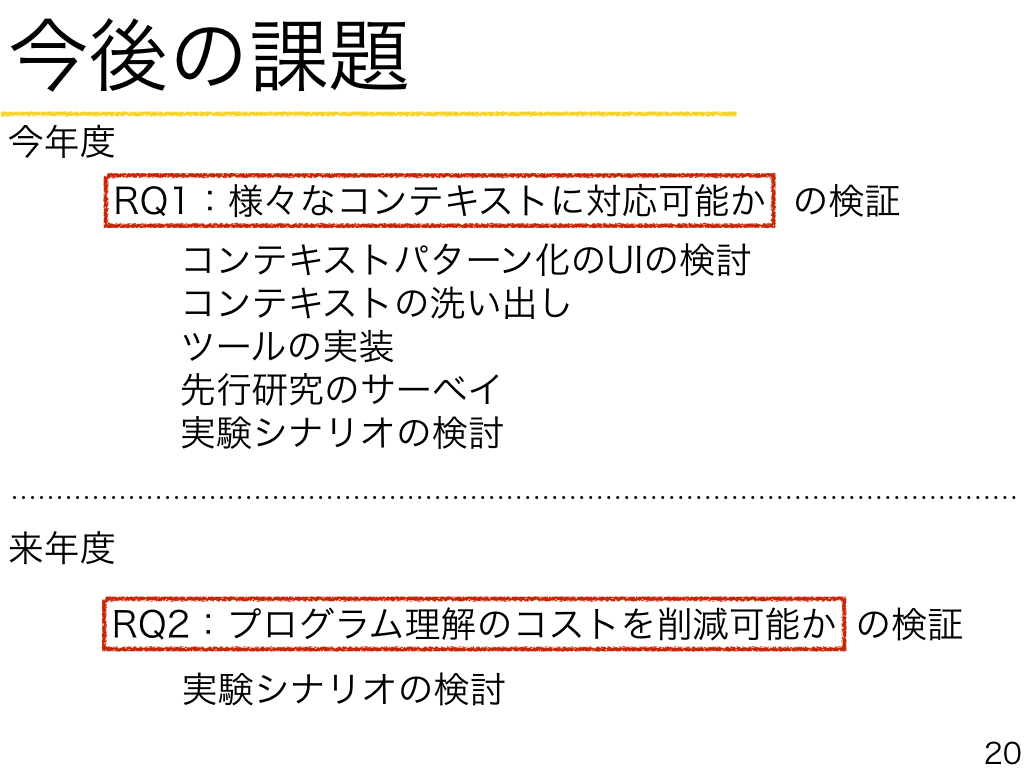 今後の課題
今年度
RQ1：様々なコンテキストに対応可能か の検証
コンテキストパターン化のUIの検討
コンテキストの洗い出し
ツールの実装
先行研究のサーベイ
実験シナリオの検討
来年度
RQ2：プログラム理解のコストを削減可能か の検証
実験シナリオの検討
20